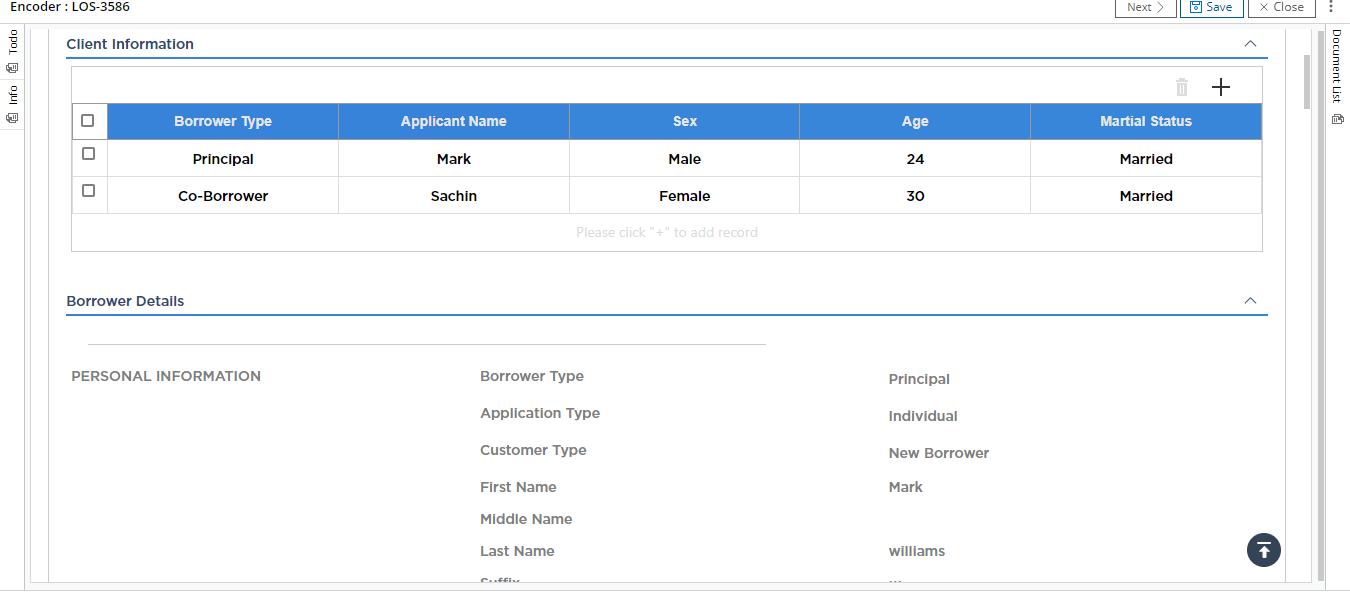 Encoder : LOS-3586
Next Save Close
Todo
Info
Document List
Client Information
Borrower Type Applicant Name Sex Age Martial Status
Principal Mark Male 24 Married
Co-Borrower Sachin Female 30 Married
Please click "+" to add record
Borrower Details
PERSONAL INFORMATION Borrower Type Principal
Application Type Individual
Customer Type New Borrower
First Name Mark
Middle Name
Last Name williams
Suffix